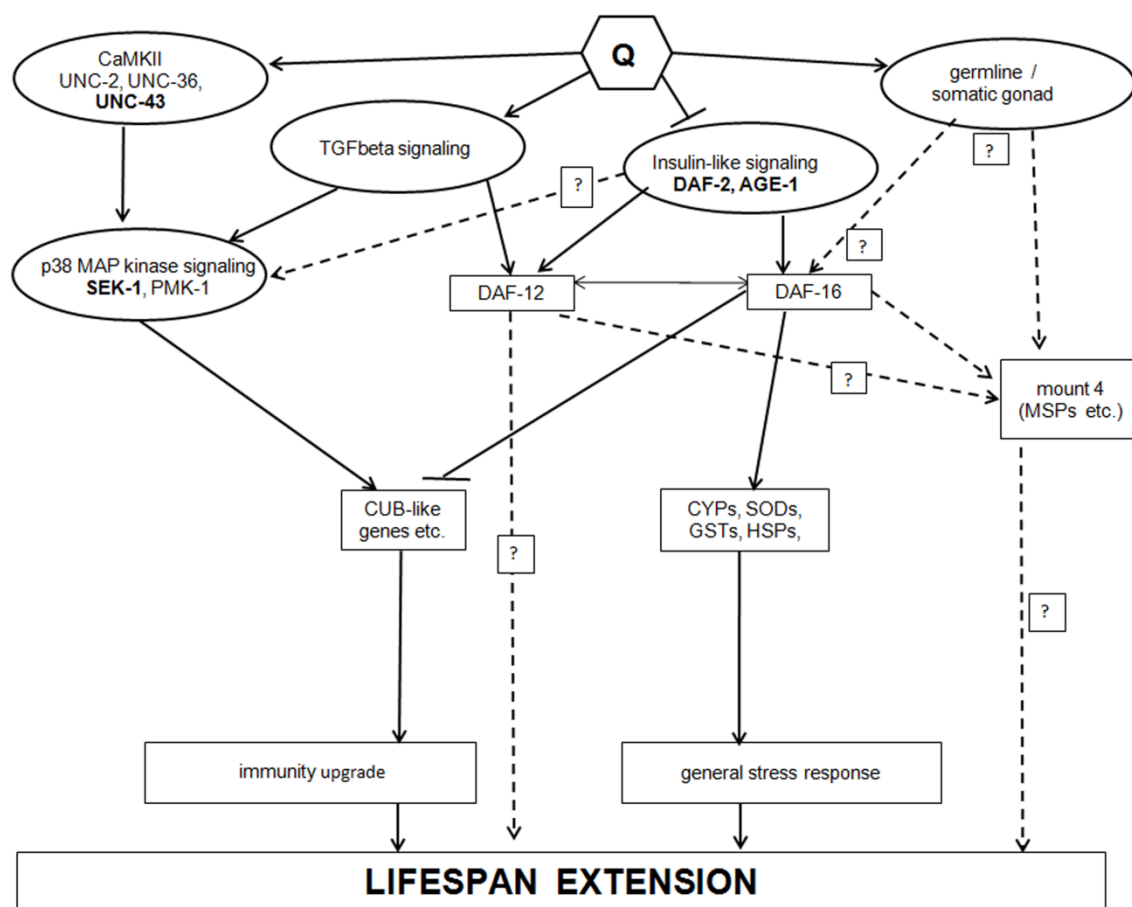 Q
CaMKII
UNC-2, UNC-36,
UNC-43
germline /
somatic gonad
TGFbeta signaling
Insulin-like signaling
DAF-2, AGE-1
?
?
?
p38 MAP kinase signaling
SEK-1, PMK-1
DAF-12
DAF-16
?
mount 4
(MSPs etc.)
CUB-like
genes etc.
CYPs, SODs,
GSTs, HSPs,
?
?
immunity upgrade
general stress response
LIFESPAN EXTENSION